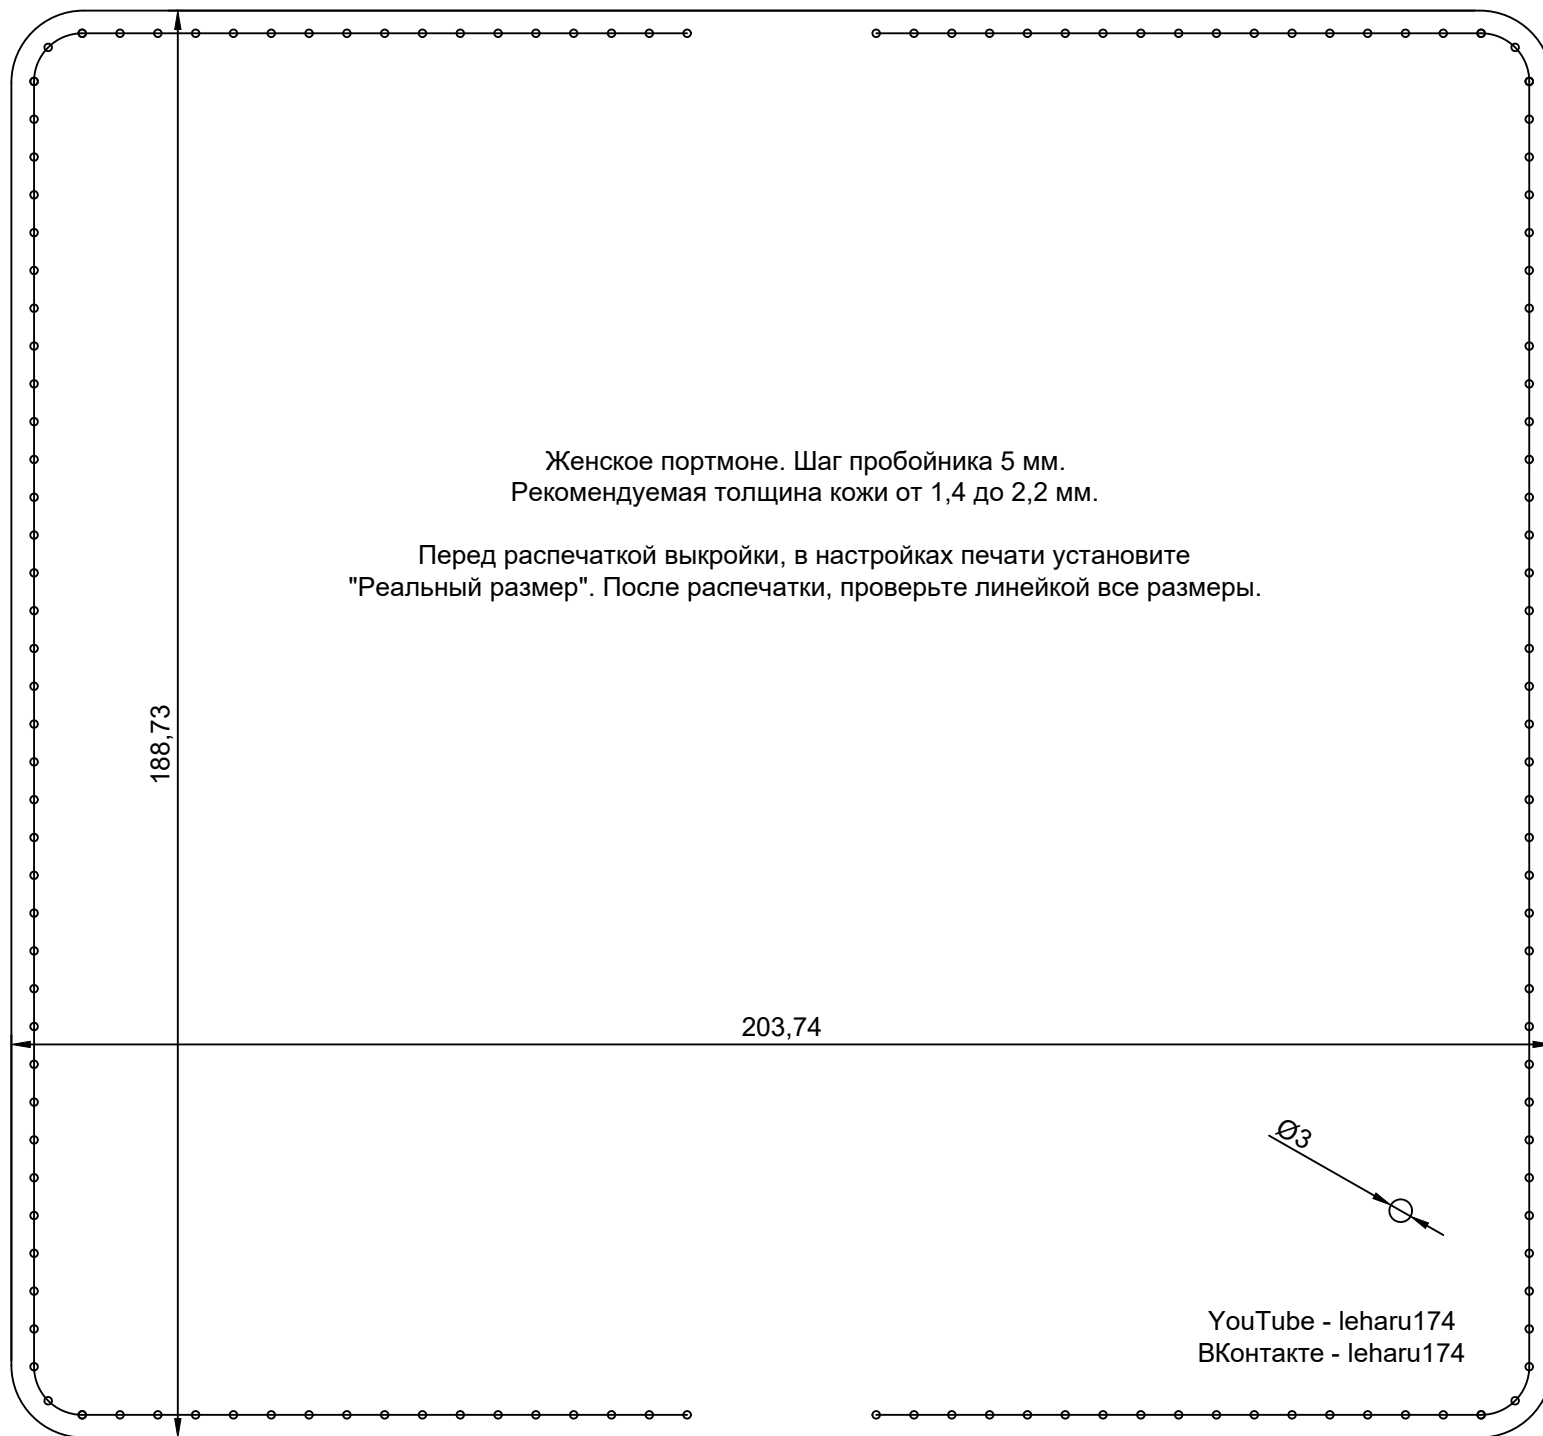 Женское портмоне. Шаг пробойника 5 мм.
Рекомендуемая толщина кожи от 1,4 до 2,2 мм.
Перед распечаткой выкройки, в настройках печати установите
"Реальный размер". После распечатки, проверьте линейкой все размеры.
188,73
203,74
Ø3
YouTube - leharu174
ВКонтакте - leharu174